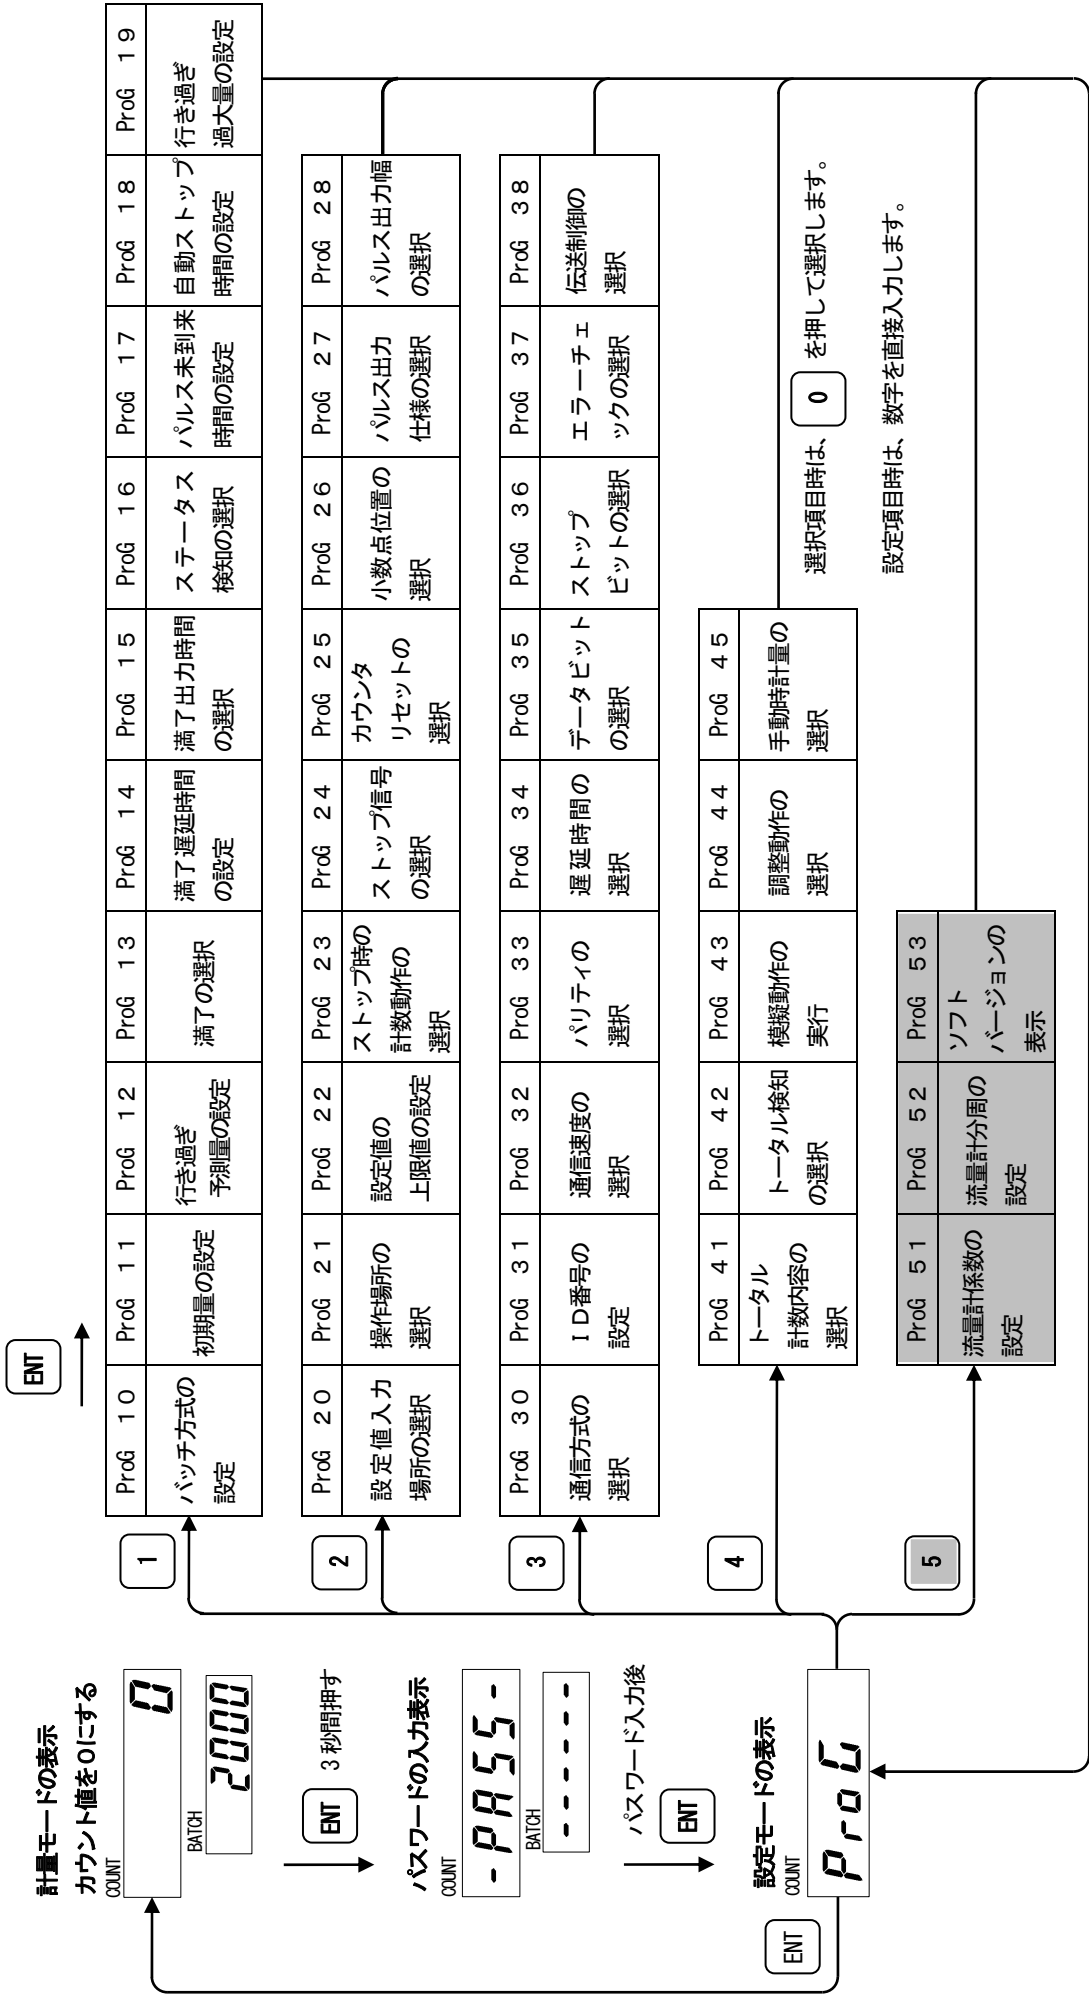 計量モードの表示
カウント値を０にする
COUNT
0
BATCH
2000
ENT
３秒間押す
パスワードの入力表示
COUNT
-PASS-
BATCH
------
パスワード入力後
ENT
設定モードの表示
COUNT
ProG
ENT
ENT
1
ProG １０
バッチ方式の
設定
ProG １１
初期量の設定
ProG １２
行き過ぎ
予測量の設定
ProG １３
満了の選択
ProG １４
満了遅延時間
の設定
ProG １５
満了出力時間
の選択
ProG １６
ステータス
検知の選択
ProG １７
パルス未到来
時間の設定
ProG １８
自動ストップ
時間の設定
ProG １９
行き過ぎ
過大量の設定
2
ProG ２０
設定値入力
場所の選択
ProG ２１
操作場所の
選択
ProG ２２
設定値の
上限値の設定
ProG ２３
ストップ時の
計数動作の
選択
ProG ２４
ストップ信号
の選択
ProG ２５
カウンタ
リセットの
選択
ProG ２６
小数点位置の
選択
ProG ２７
パルス出力
仕様の選択
ProG ２８
パルス出力幅
の選択
3
ProG ３０
通信方式の
選択
ProG ３１
ＩＤ番号の
設定
ProG ３２
通信速度の
選択
ProG ３３
パリティの
選択
ProG ３４
遅延時間の
選択
ProG ３５
データビット
の選択
ProG ３６
ストップ
ビットの選択
ProG ３７
エラーチェ
ックの選択
ProG ３８
伝送制御の
選択
4
ProG ４１
トータル
計数内容の
選択
ProG ４２
トータル検知
の選択
ProG ４３
模擬動作の
実行
ProG ４４
調整動作の
選択
ProG ４５
手動時計量の
選択
5
ProG ５１
流量計係数の
設定
ProG ５２
流量計分周の
設定
ProG ５３
ソフト
バージョンの
表示
選択項目時は、 0 を押して選択します。
設定項目時は、数字を直接入力します。